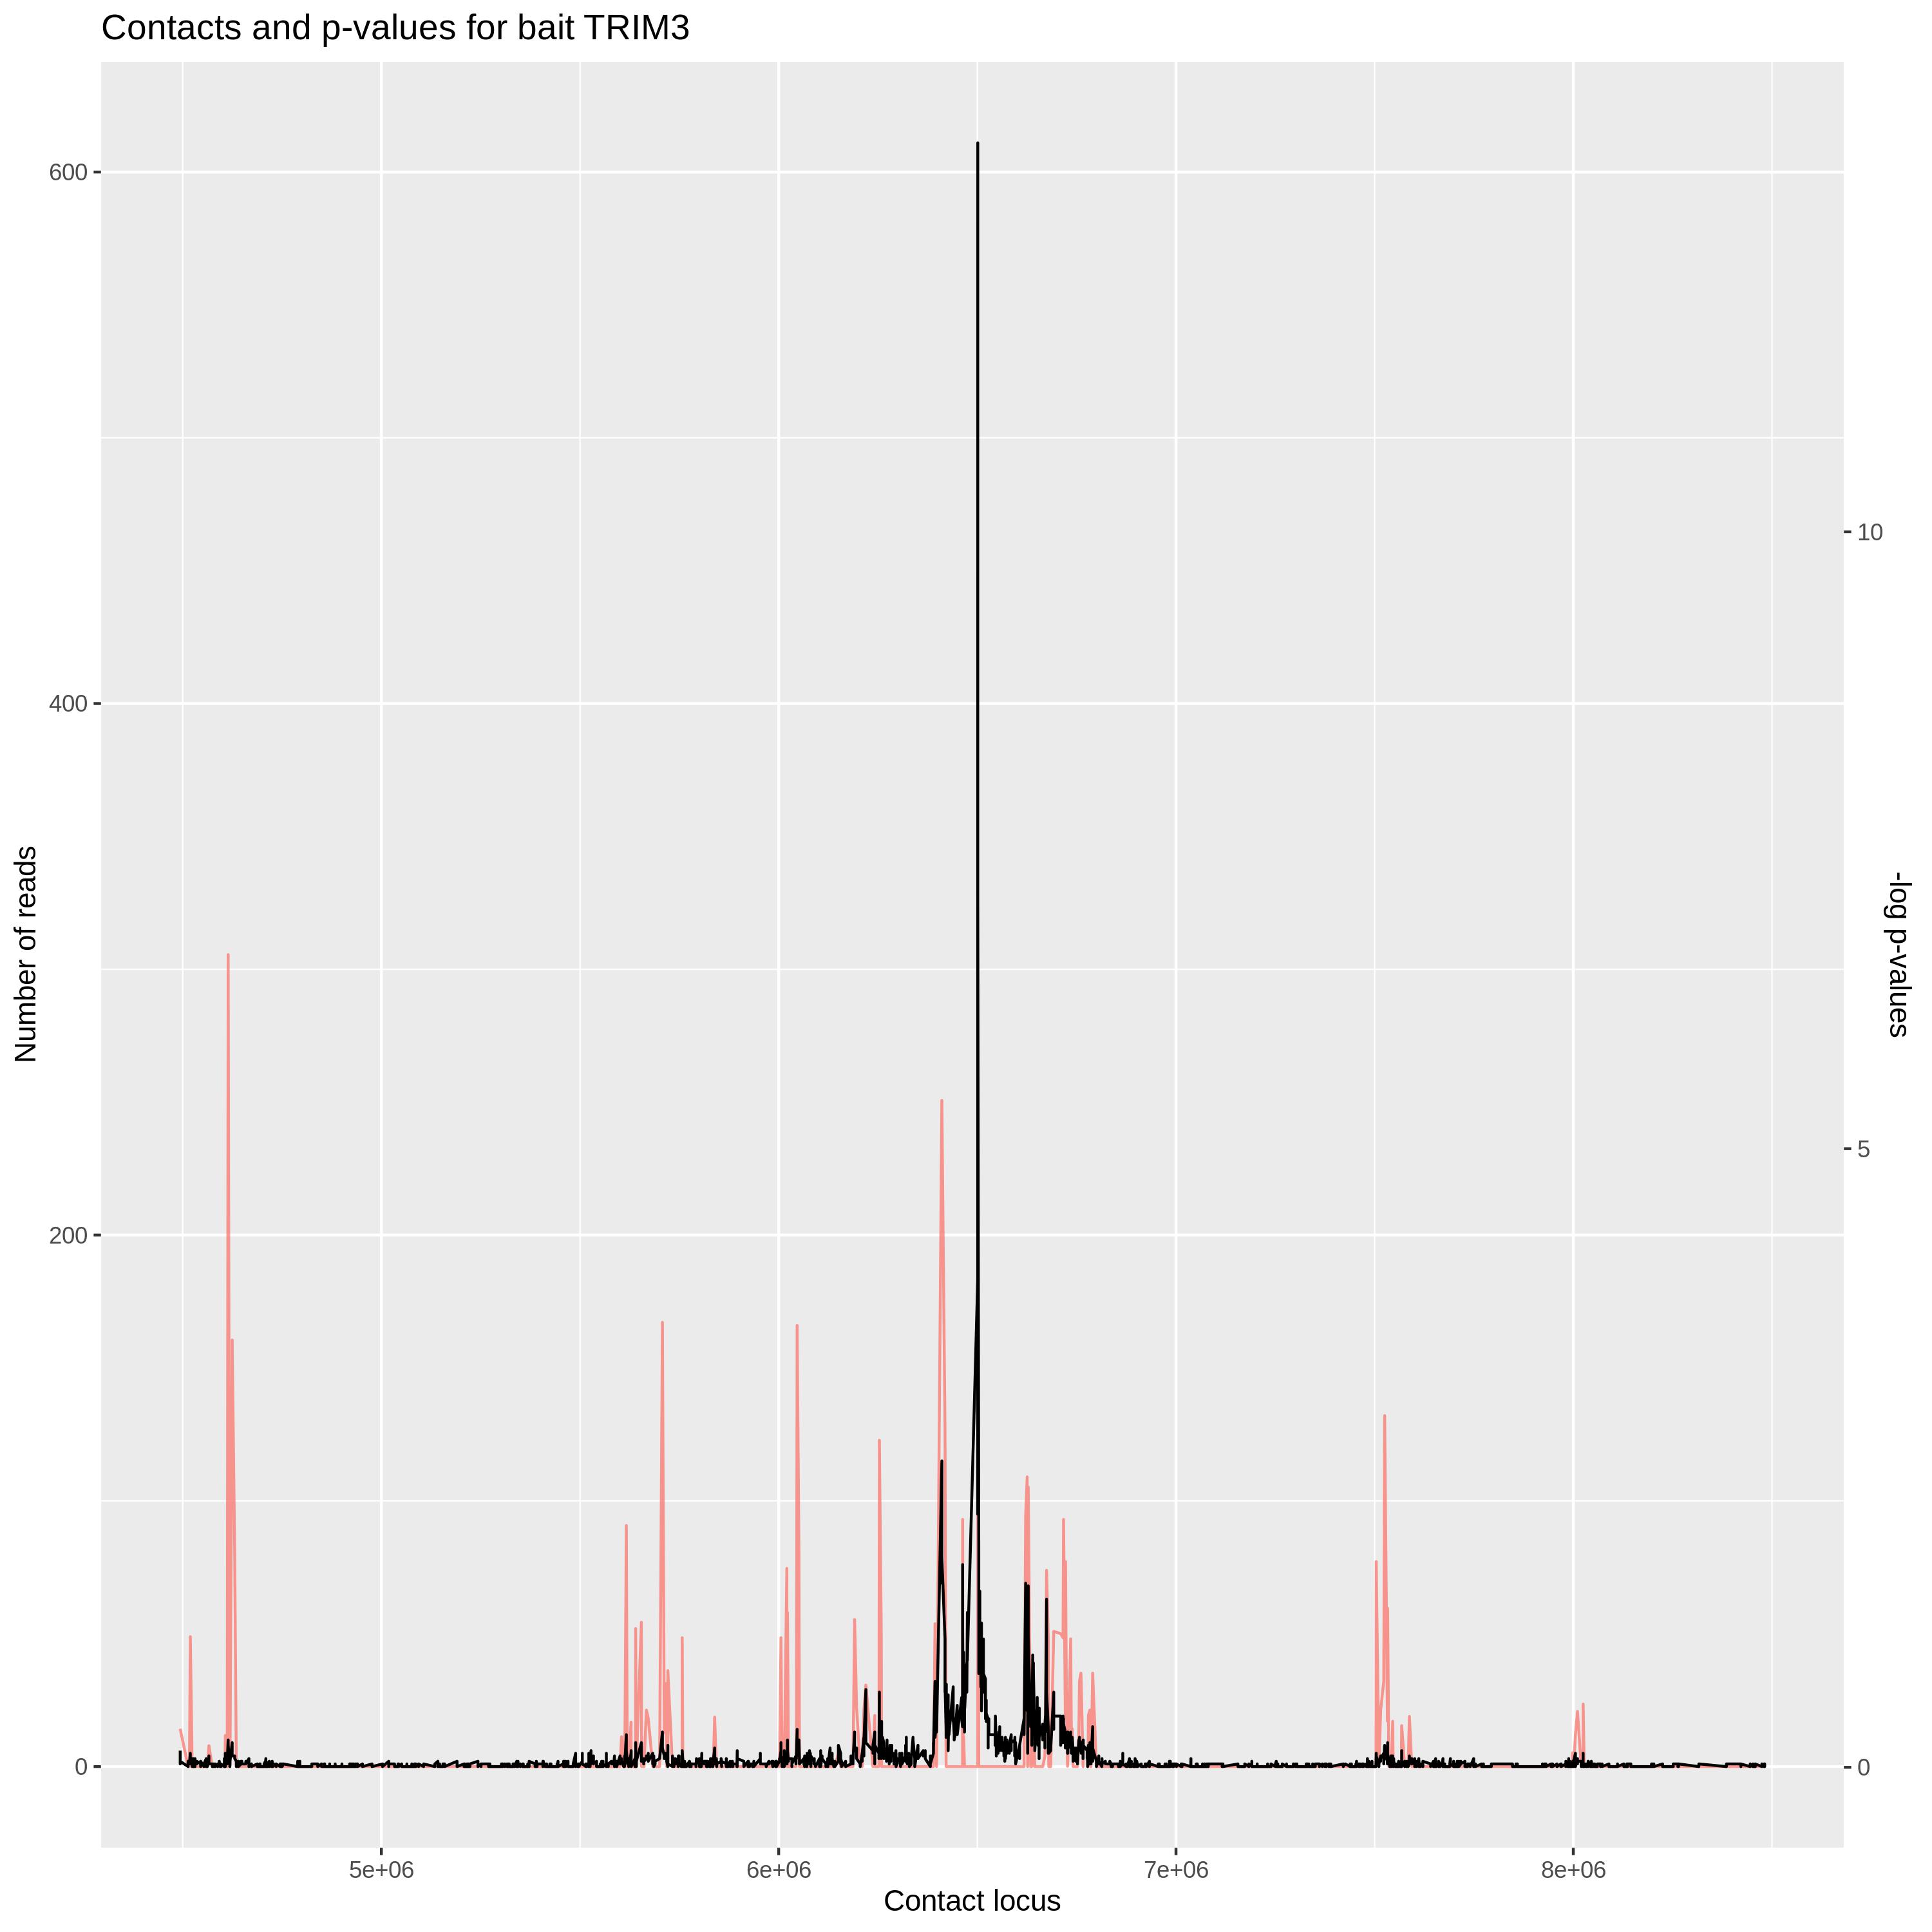 Contacts and p-values for bait TRIM3
600
400
200
0
Number of reads
10
5
0
-log p-values
5e+06
6e+06
7e+06
8e+06
Contact locus